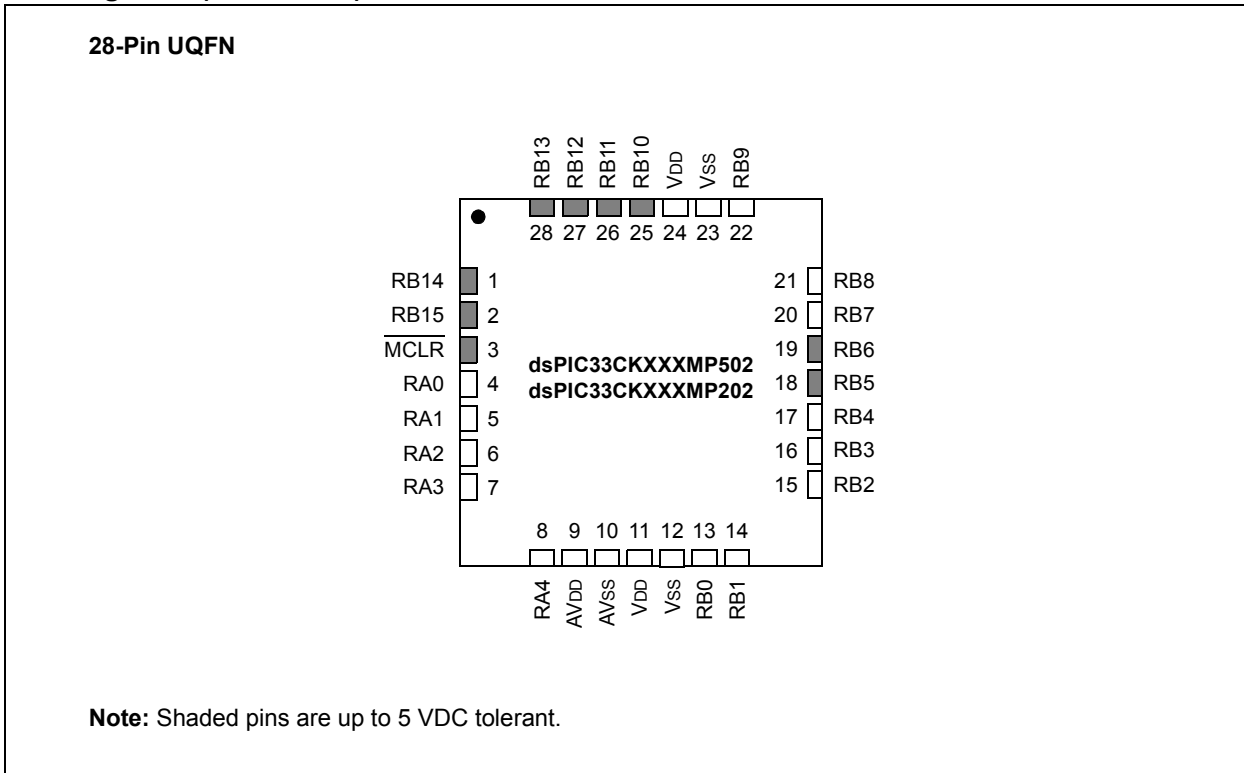 28-Pin UQFN
RB13
RB12
RB11
RB10
VDD
VSS
RB9
28 27 26 25 24 23 22
RB14 1
RB15 2
MCLR 3
RA0 4
RA1 5
RA2 6
RA3 7
dsPIC33CKXXXMP502
dsPIC33CKXXXMP202
21 RB8
20 RB7
19 RB6
18 RB5
17 RB4
16 RB3
15 RB2
8 9 10 11 12 13 14
RA4
AVDD
AVSS
VDD
VSS
RB0
RB1
Note: Shaded pins are up to 5 VDC tolerant.